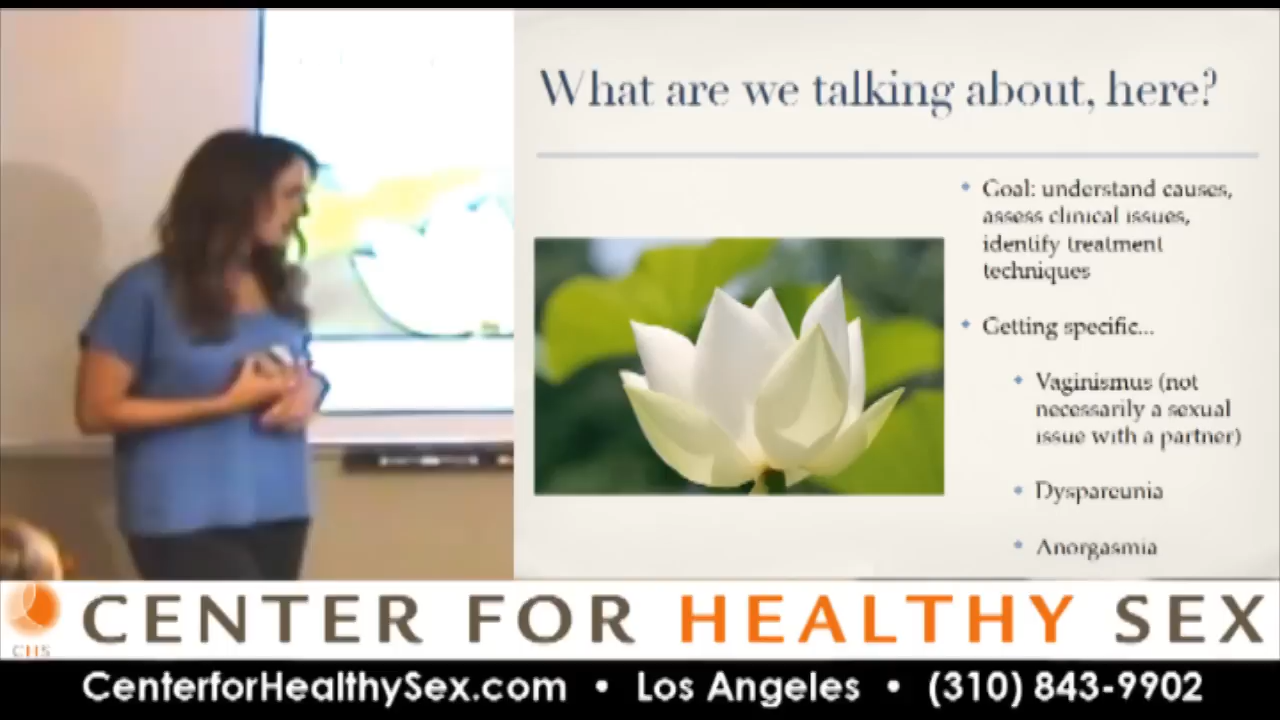 What are we talking about, here?
Goal: understand causes,
assess clinical issues,
identify treatment
techniques
Getting specific...
Vaginismus (not
necessarily a sexual
issue with a partner)
Dyspareunia
Anorgasmia
CHS
CENTER FOR HEALTHY SEX
CenterforHealthySex.com • Los Angeles • (310) 843-9902